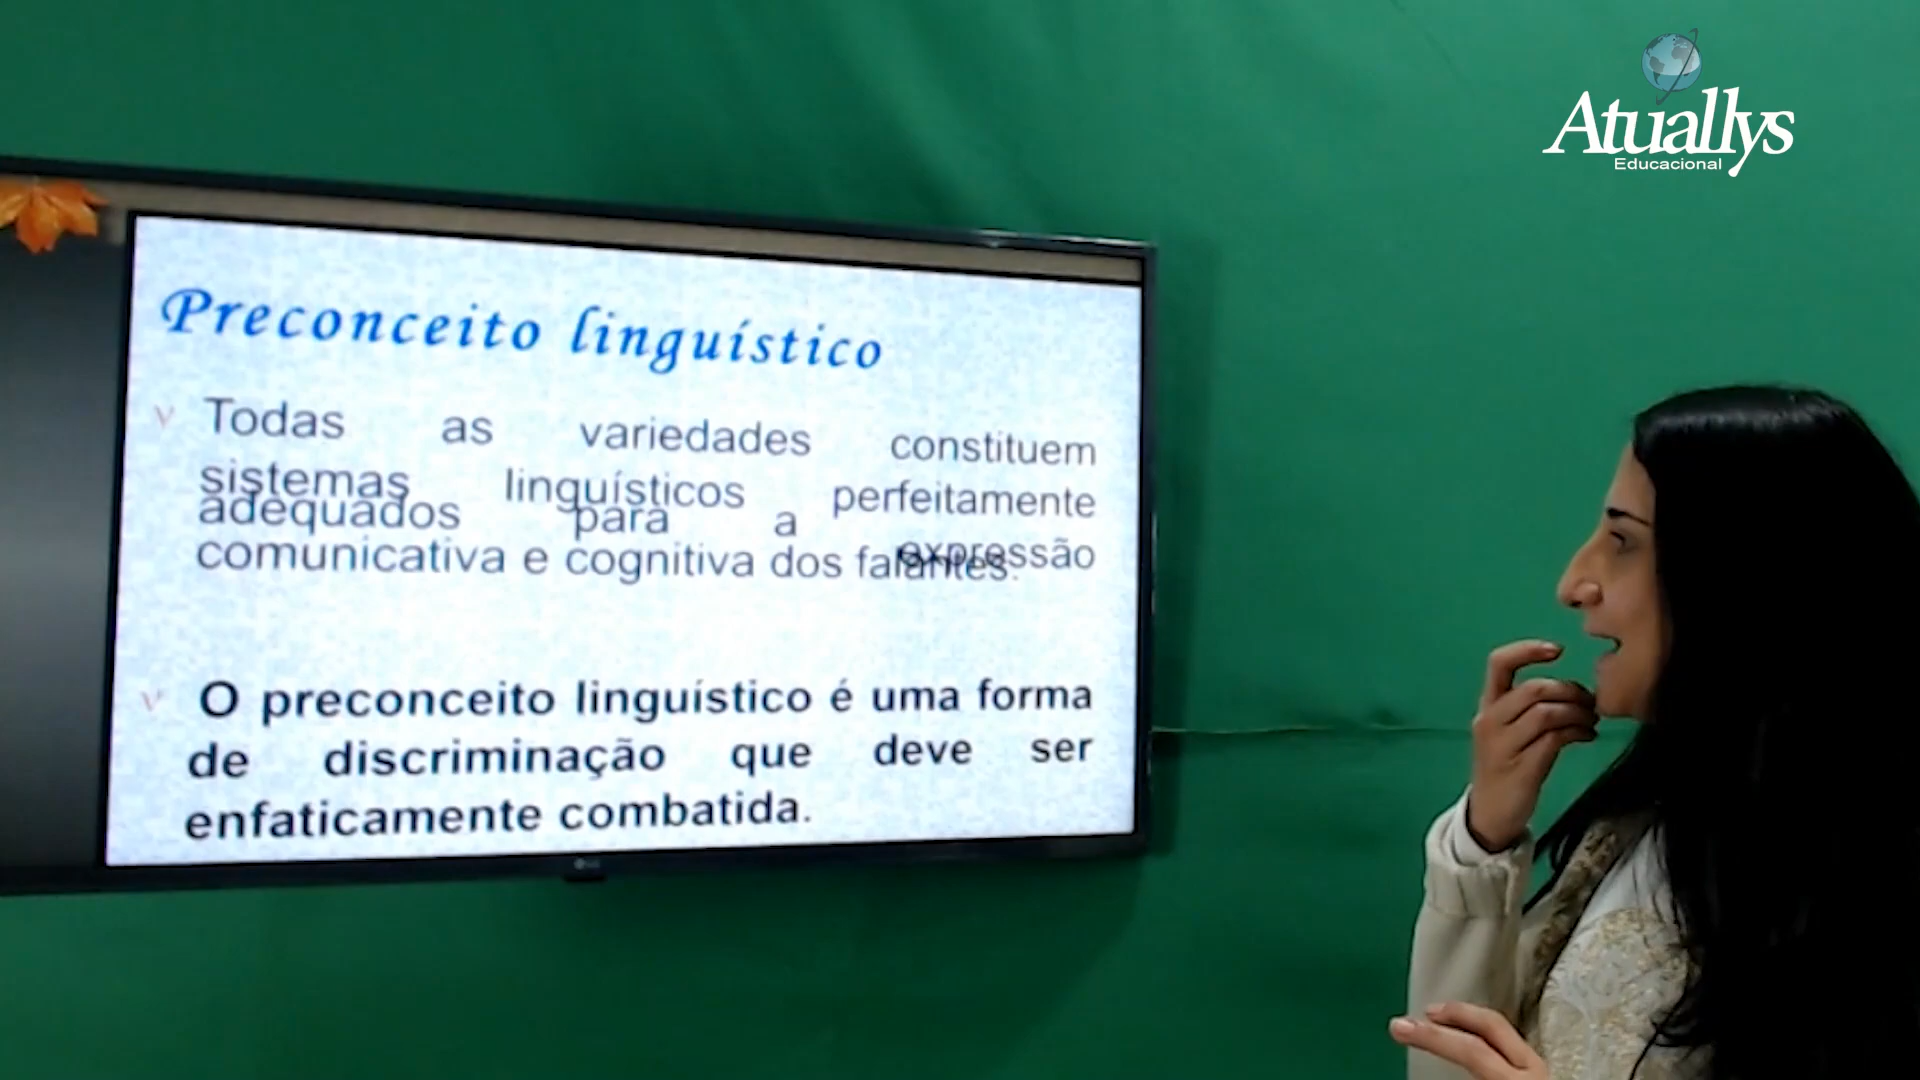 Atuallys
Educacional
Preconceito linguístico
Todas as variedades constituem
sistemas linguísticos perfeitamente
adequados para a expressão
comunicativa e cognitiva dos falantes.
O preconceito linguístico é uma forma
de discriminação que deve ser
enfaticamente combatida.